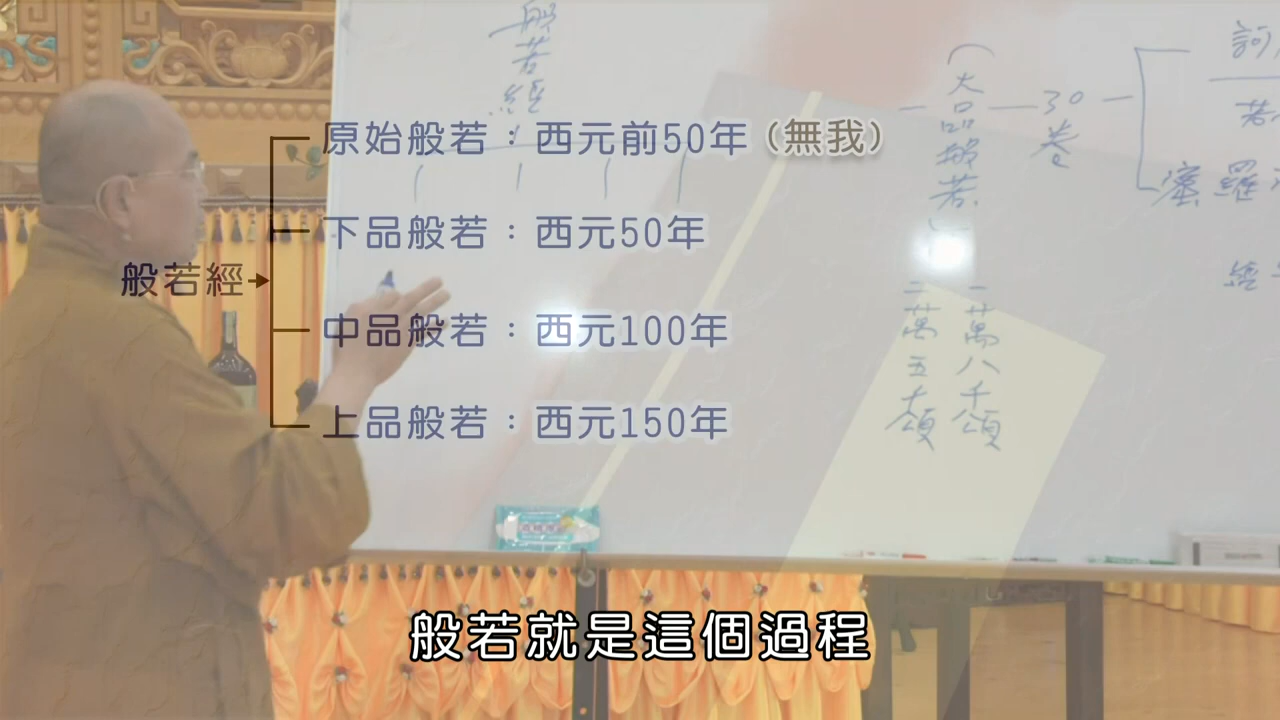 般若經
原始般若：西元前50年（無我）
下品般若：西元50年
般若經
中品般若：西元100年
上品般若：西元150年
（大品般若）
30卷
二萬五千頌
一萬八千頌
般若就是這個過程